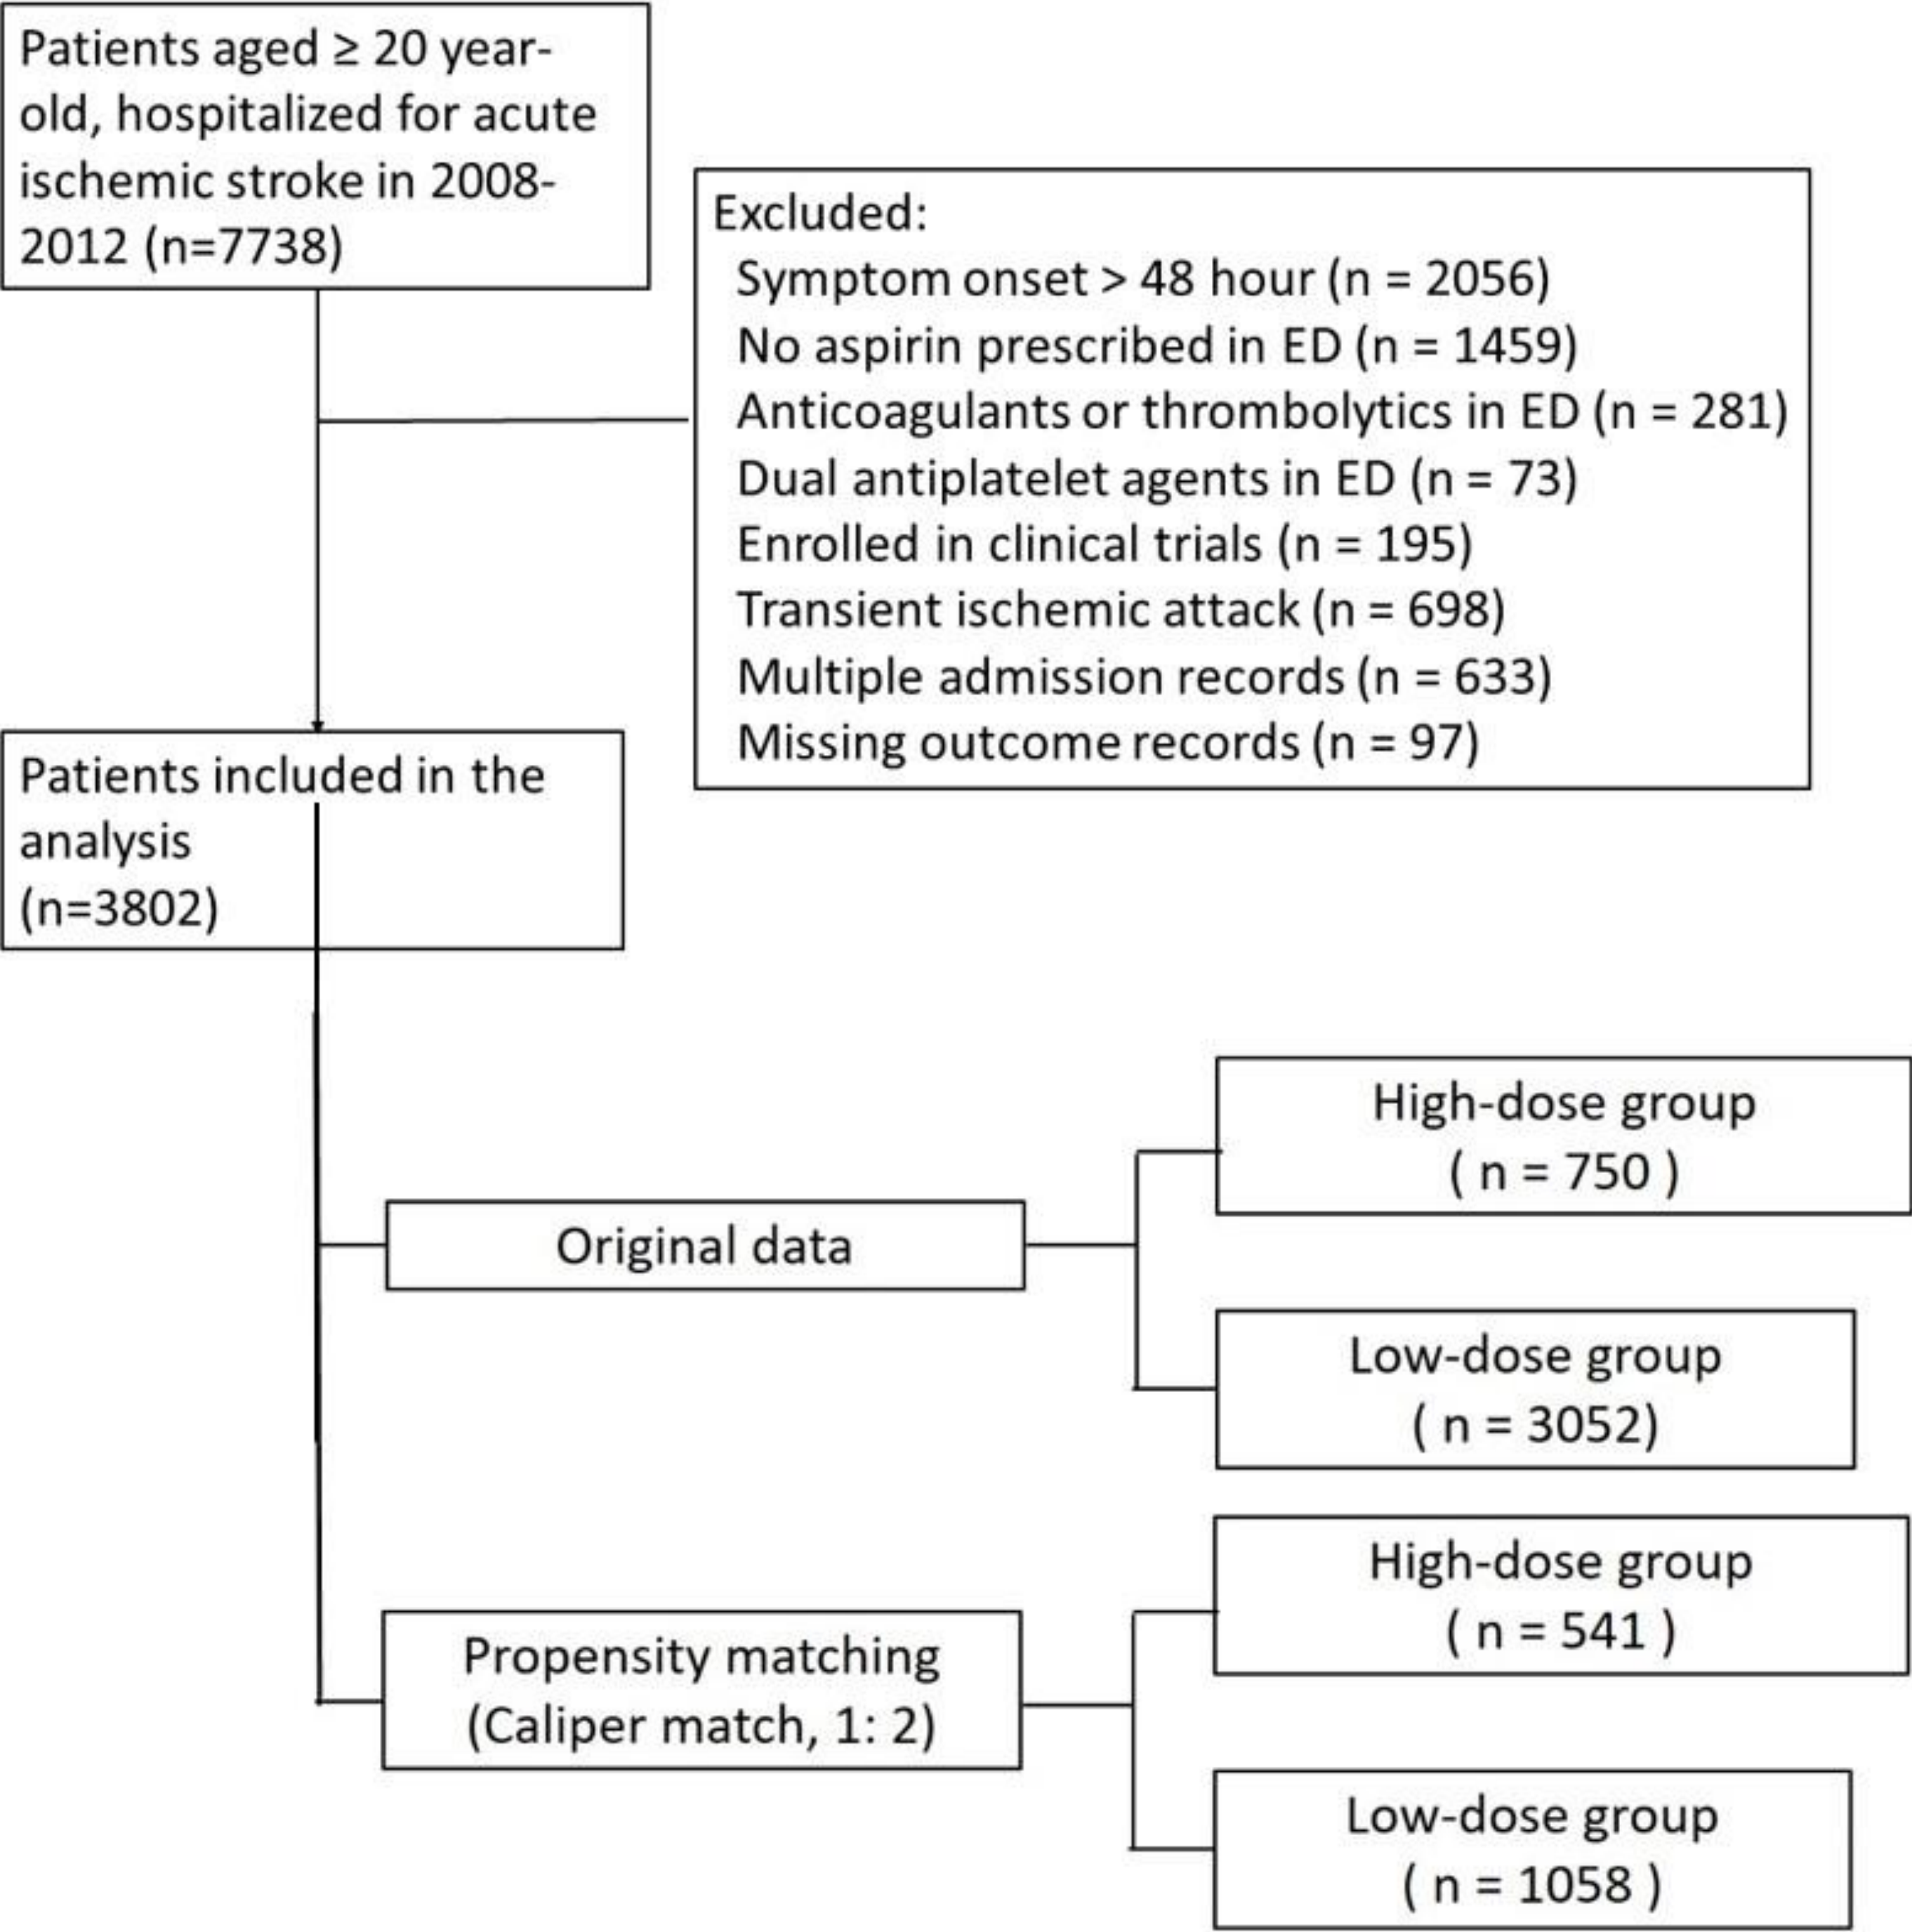 Patients aged ≥ 20 year-
old, hospitalized for acute
ischemic stroke in 2008-
2012 (n=7738)
Excluded:
Symptom onset > 48 hour (n = 2056)
No aspirin prescribed in ED (n = 1459)
Anticoagulants or thrombolytics in ED (n = 281)
Dual antiplatelet agents in ED (n = 73)
Enrolled in clinical trials (n = 195)
Transient ischemic attack (n = 698)
Multiple admission records (n = 633)
Missing outcome records (n = 97)
Patients included in the
analysis
(n=3802)
High-dose group
( n = 750 )
Original data
Low-dose group
( n = 3052)
High-dose group
( n = 541 )
Propensity matching
(Caliper match, 1: 2)
Low-dose group
( n = 1058 )